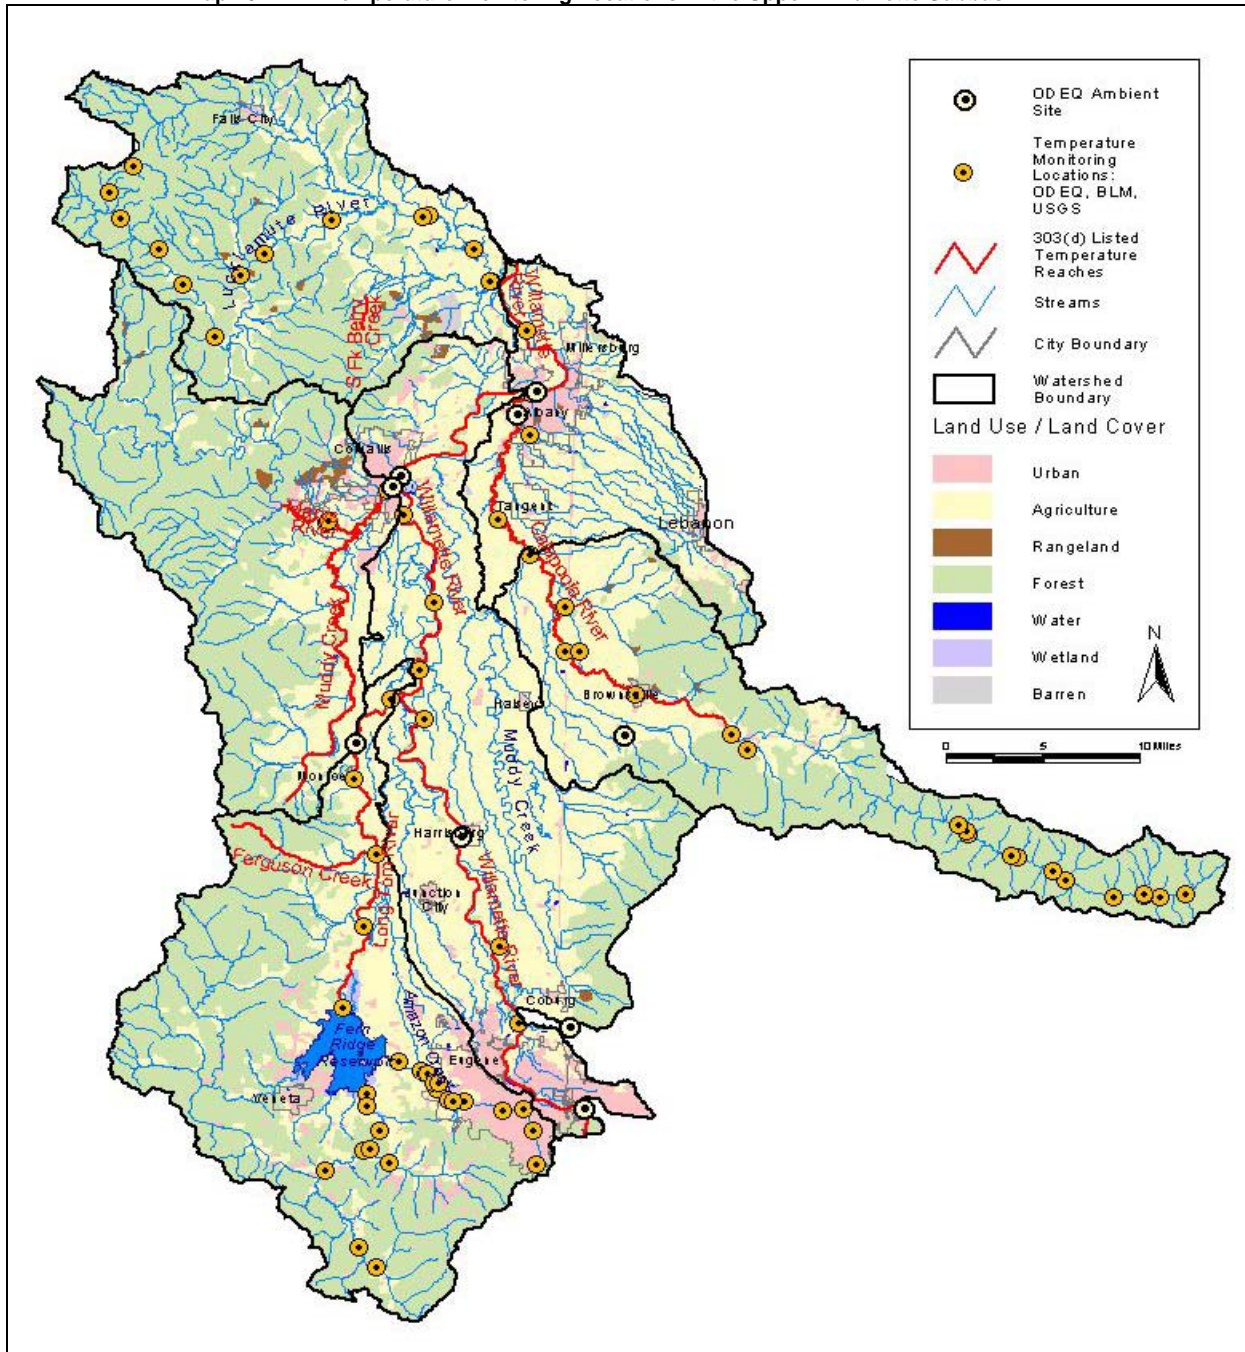 ODEQ Ambient
Site
Temperature
Monitoring
Locations:
ODEQ, BLM,
USGS
303(d) Listed
Temperature
Reaches
Streams
City Boundary
Watershed
Boundary
Land Use / Land Cover
Urban
Agriculture
Rangeland
Forest
Water
Wetland
Barren
N
0 5 10 Miles
Falls City
Luckiamute River
S Fk Berry
Creek
Willamette
River
Millersburg
Albany
Corvallis
Tangent
Lebanon
Marys
River
Willamette River
Calapooia River
Muddy Creek
Brownsville
Halsey
Muddy Creek
Monroe
Harrisburg
Ferguson Creek
Long Tom River
Junction
City
Willamette River
Coburg
Amazon Creek
Fern
Ridge
Reservoir
Eugene
Veneta